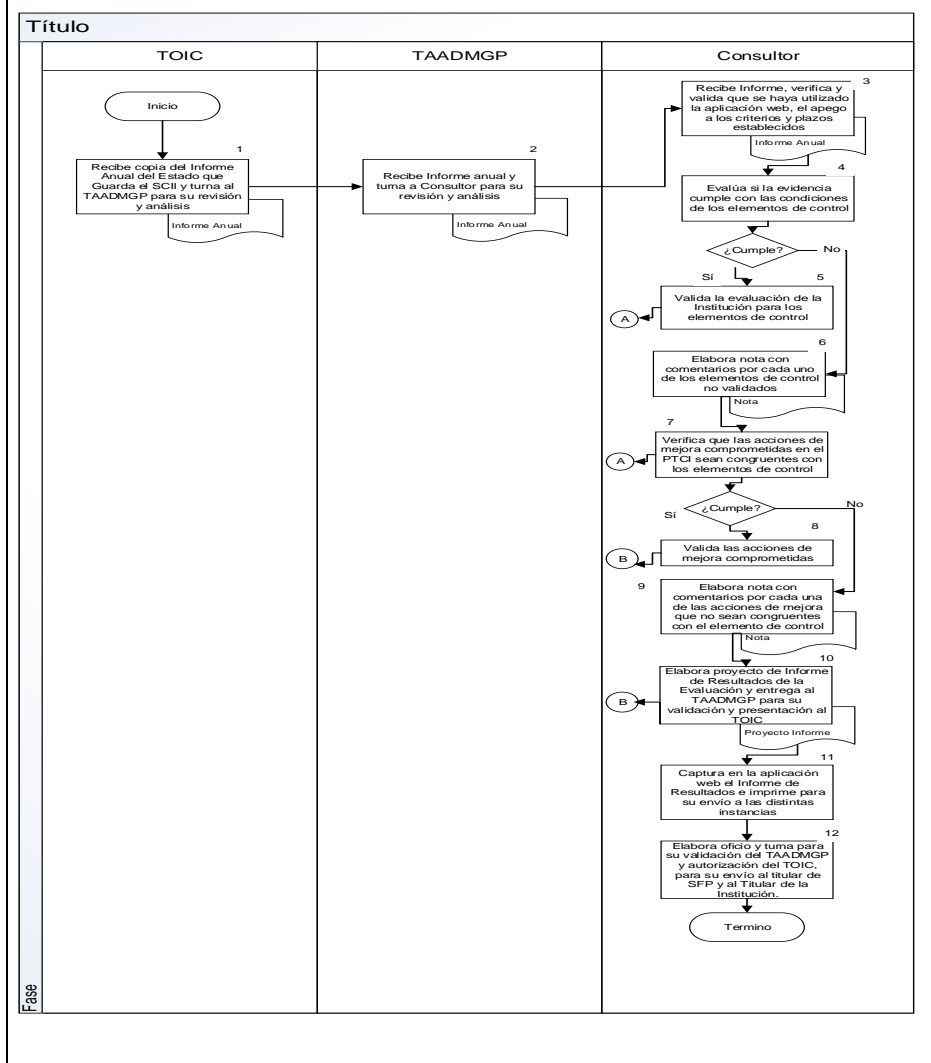 Título
TOIC
TAADMGP
Consultor
Inicio
1
Recibe copia del Informe
Anual del Estado que
Guarda el SCII y turna al
TAADMGP para su revisión
y análisis
Informe Anual
2
Recibe Informe anual y
turna a Consultor para su
revisión y análisis
Informe Anual
3
Recibe Informe, verifica y
valida que se haya utilizado
la aplicación web, el apego
a los criterios y plazos
establecidos
Informe Anual
4
Evalúa si la evidencia
cumple con las condiciones
de los elementos de control
¿Cumple?
No
Sí
5
Valida la evaluación de la
Institución para los
elementos de control
A
6
Elabora nota con
comentarios por cada uno
de los elementos de control
no validados
Nota
7
Verifica que las acciones de
mejora comprometidas en el
PTCI sean congruentes con
los elementos de control
A
¿Cumple?
No
Sí
8
Valida las acciones de
mejora comprometidas
B
9
Elabora nota con
comentarios por cada una
de las acciones de mejora
que no sean congruentes
con el elemento de control
Nota
10
Elabora proyecto de Informe
de Resultados de la
Evaluación y entrega al
TAADMGP para su
validación y presentación al
TOIC
B
Proyecto Informe
11
Captura en la aplicación
web el Informe de
Resultados e imprime para
su envío a las distintas
instancias
12
Elabora oficio y turna para
su validación del TAADMGP
y autorización del TOIC,
para su envío al titular de
SFP y al Titular de la
Institución.
Termino
Fase